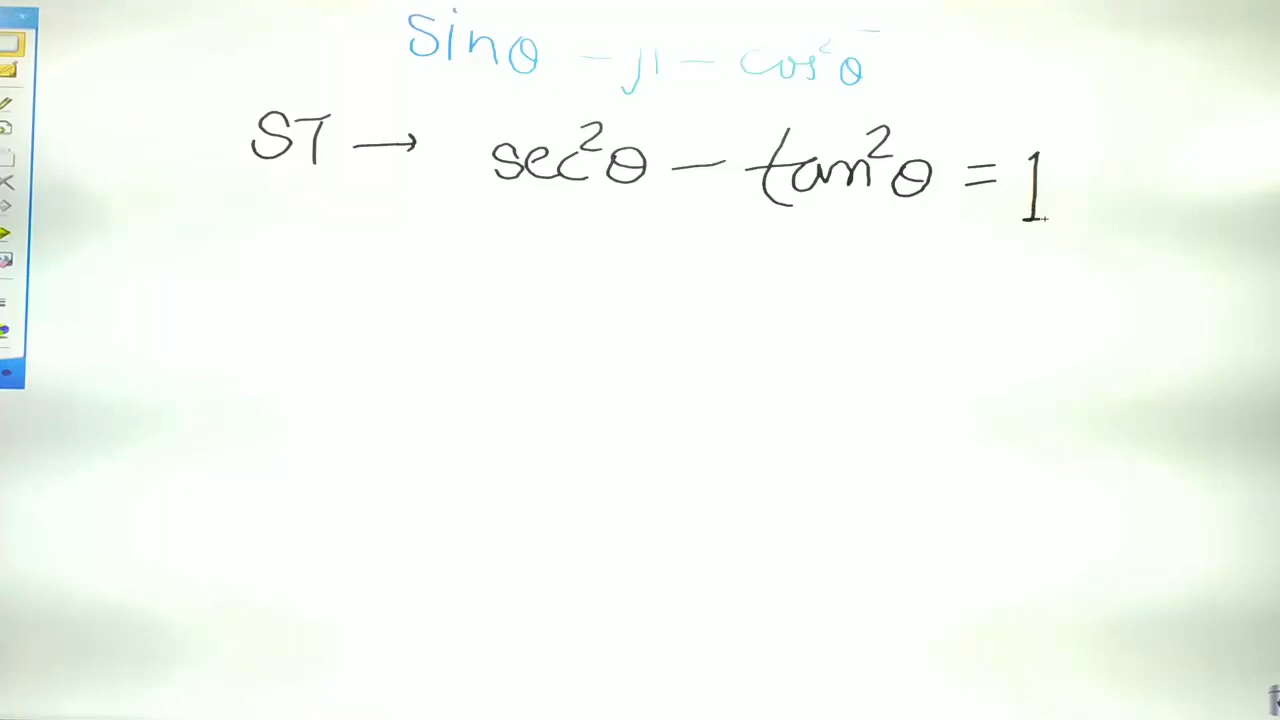 sinθ = √1 - cos²θ
ST → sec²θ - tan²θ = 1